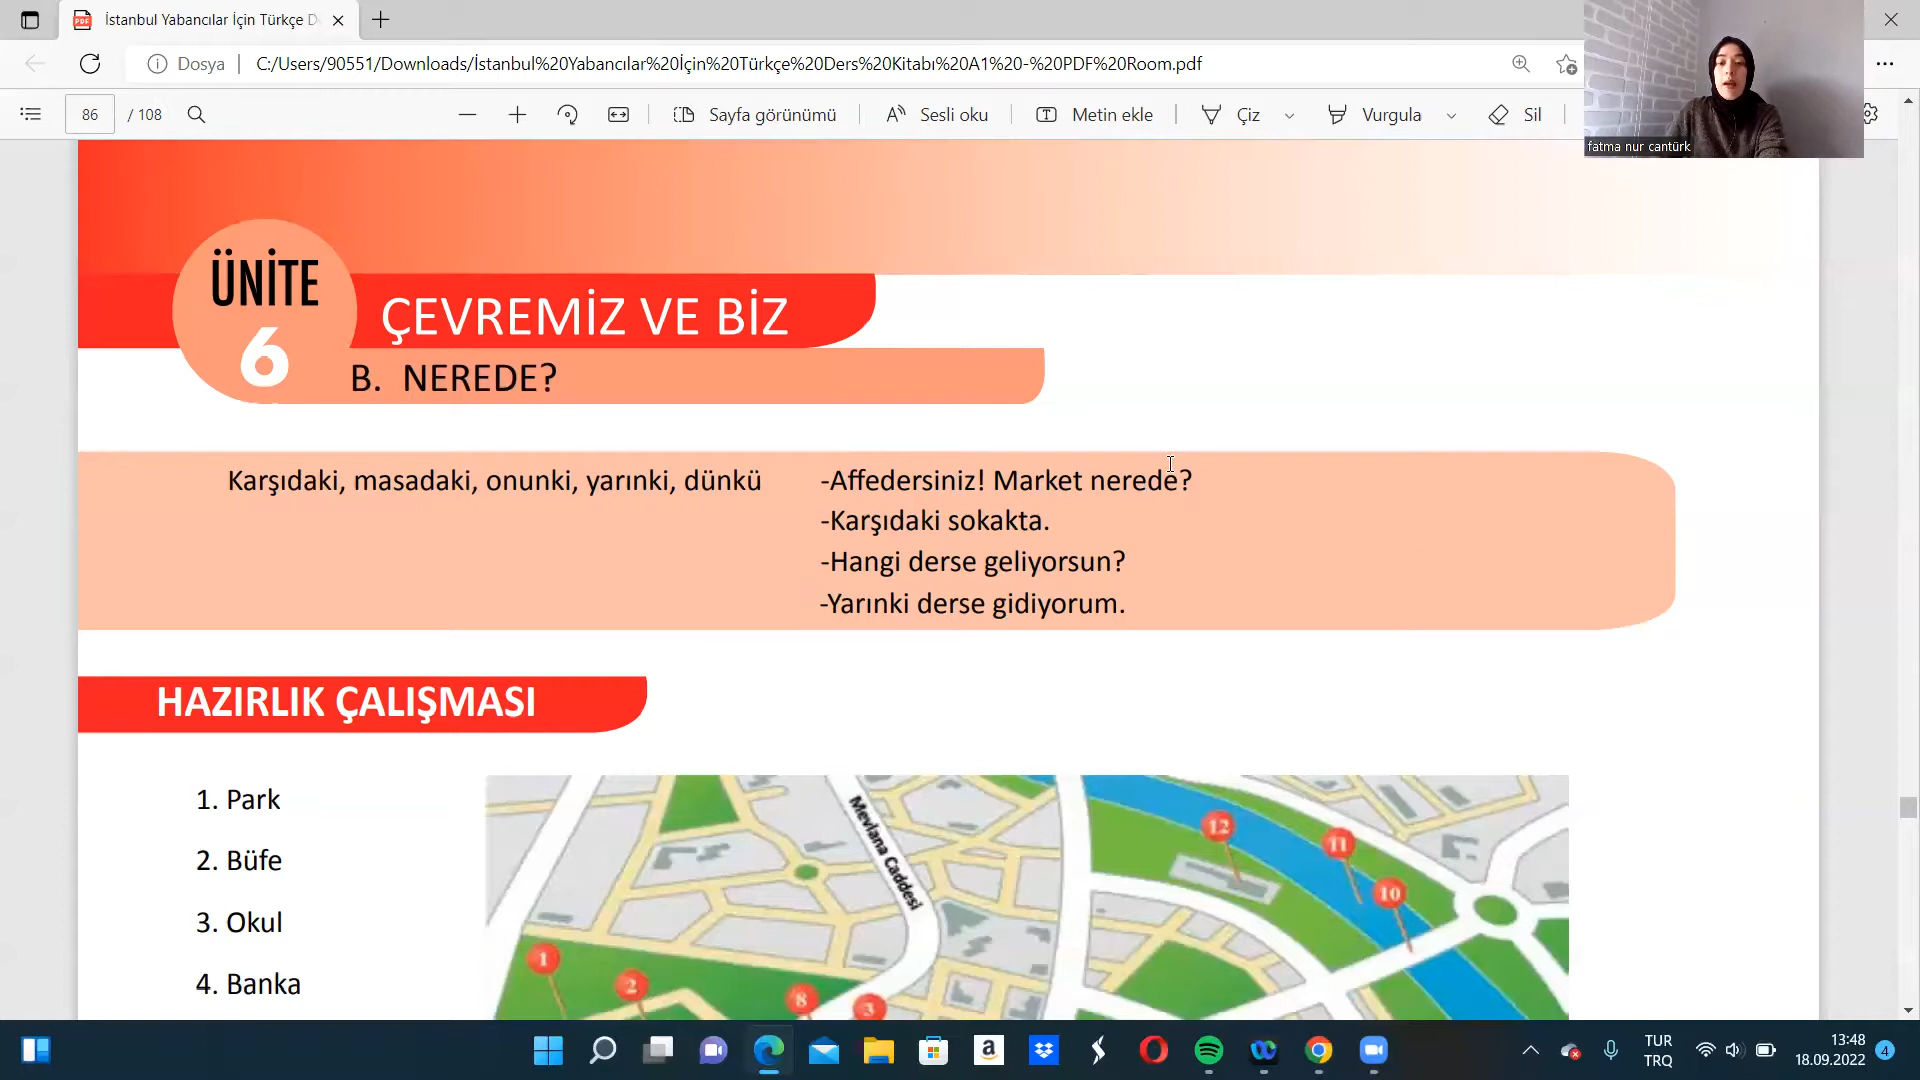 İstanbul Yabancılar İçin Türkçe D
Dosya
C:/Users/90551/Downloads/İstanbul%20Yabancılar%20İçin%20Türkçe%20Ders%20Kitabı%20A1%20-%20PDF%20Room.pdf
86 / 108
Sayfa görünümü
Sesli oku
Metin ekle
Çiz
Vurgula
Sil
fatma nur cantürk
ÜNİTE
6
ÇEVREMİZ VE BİZ
B. NEREDE?
Karşıdaki, masadaki, onunki, yarınki, dünkü
-Affedersiniz! Market nerede?
-Karşıdaki sokakta.
-Hangi derse geliyorsun?
-Yarınki derse gidiyorum.
HAZIRLIK ÇALIŞMASI
1. Park
2. Büfe
3. Okul
4. Banka
Mevlana Caddesi
12
11
10
1
2
8
3
TUR
TRQ
13:48
18.09.2022
4